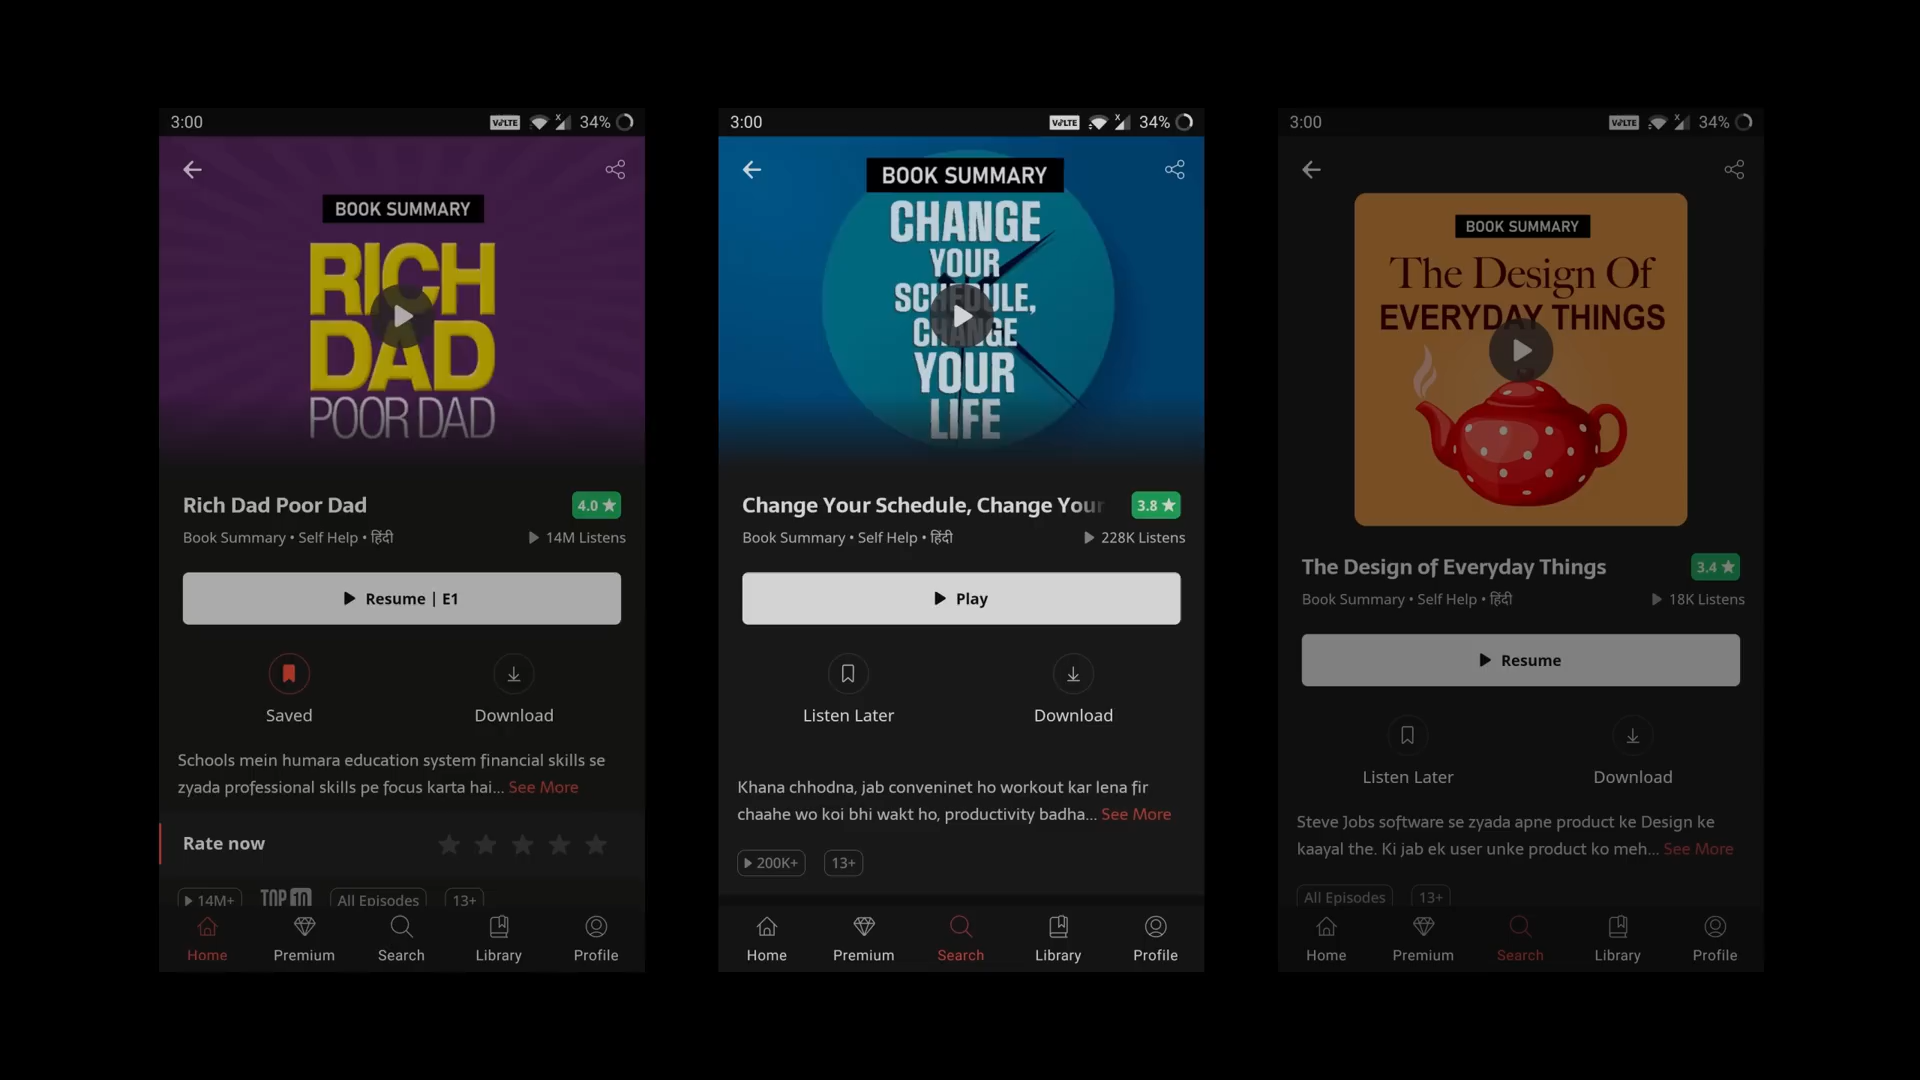 3:00
VoLTE
34%
BOOK SUMMARY
RICH
DAD
POOR DAD
Rich Dad Poor Dad
4.0
Book Summary • Self Help • हिंदी
14M Listens
Resume | E1
Saved
Download
Schools mein humara education system financial skills se
zyada professional skills pe focus karta hai... See More
Rate now
14M+
TOP 10
All Episodes
13+
Home
Premium
Search
Library
Profile
3:00
VoLTE
34%
BOOK SUMMARY
CHANGE
YOUR
SCHEDULE,
CHANGE
YOUR
LIFE
Change Your Schedule, Change Your
3.8
Book Summary • Self Help • हिंदी
228K Listens
Play
Listen Later
Download
Khana chhodna, jab conveninet ho workout kar lena fir
chaahe wo koi bhi wakt ho, productivity badha... See More
200K+
13+
Home
Premium
Search
Library
Profile
3:00
VoLTE
34%
BOOK SUMMARY
The Design Of
EVERYDAY THINGS
The Design of Everyday Things
3.4
Book Summary • Self Help • हिंदी
18K Listens
Resume
Listen Later
Download
Steve Jobs software se zyada apne product ke Design ke
kaayal the. Ki jab ek user unke product ko meh... See More
All Episodes
13+
Home
Premium
Search
Library
Profile